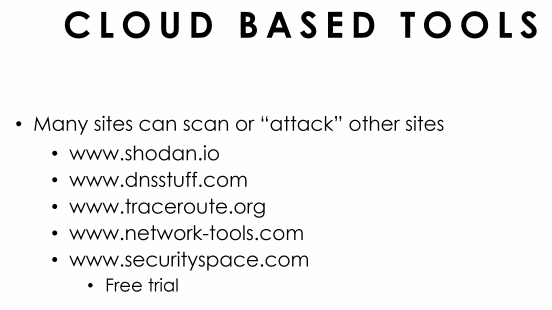 CLOUD BASED TOOLS
• Many sites can scan or “attack” other sites
• www.shodan.io
• www.dnsstuff.com
• www.traceroute.org
• www.network-tools.com
• www.securityspace.com
• Free trial